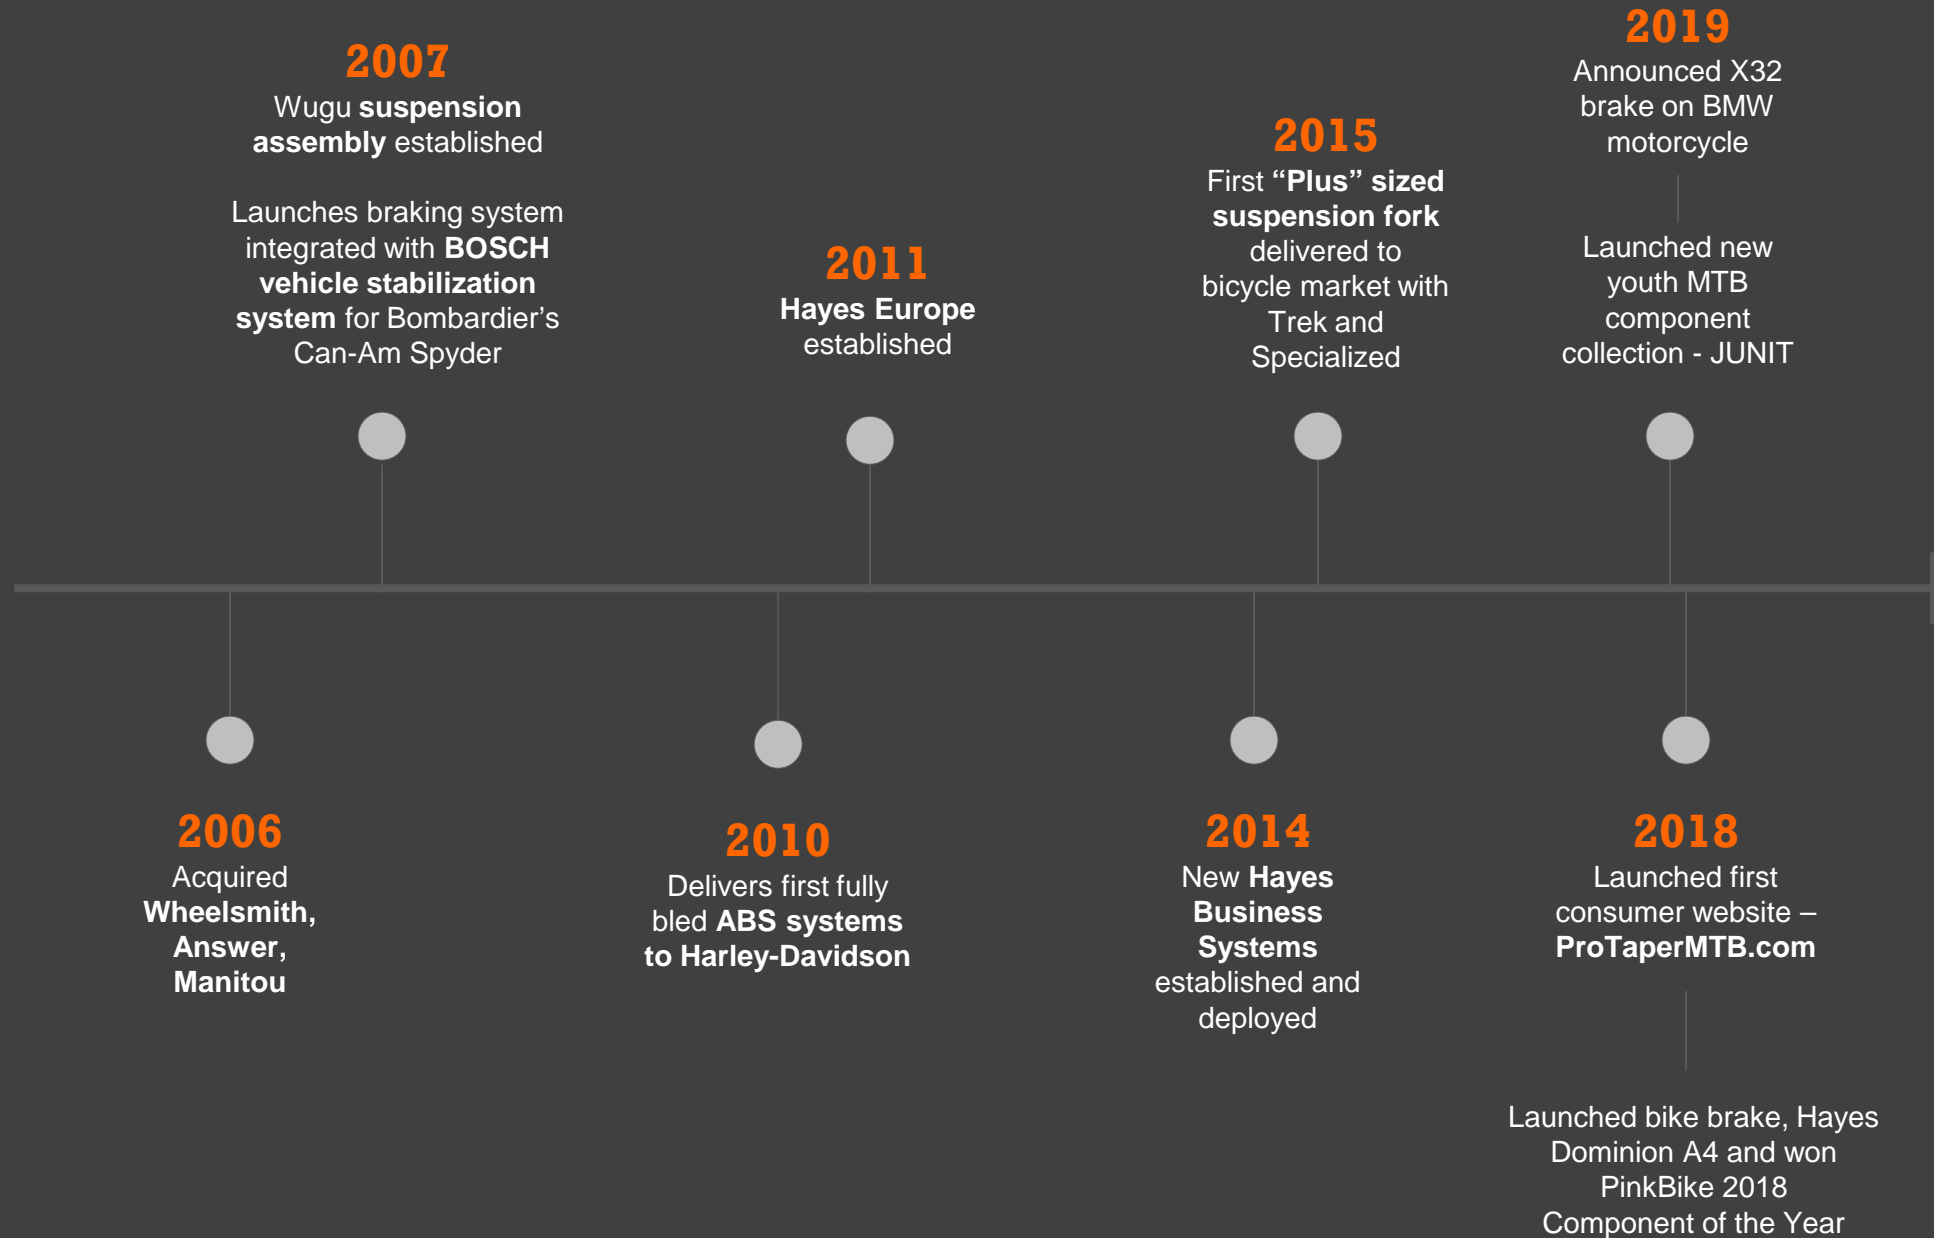 2007
Wugu suspension
assembly established
Launches braking system
integrated with BOSCH
vehicle stabilization
system for Bombardier’s
Can-Am Spyder
2011
Hayes Europe
established
2015
First “Plus” sized
suspension fork
delivered to
bicycle market with
Trek and
Specialized
2019
Announced X32
brake on BMW
motorcycle
Launched new
youth MTB
component
collection - JUNIT
2006
Acquired
Wheelsmith,
Answer,
Manitou
2010
Delivers first fully
bled ABS systems
to Harley-Davidson
2014
New Hayes
Business
Systems
established and
deployed
2018
Launched first
consumer website –
ProTaperMTB.com
Launched bike brake, Hayes
Dominion A4 and won
PinkBike 2018
Component of the Year